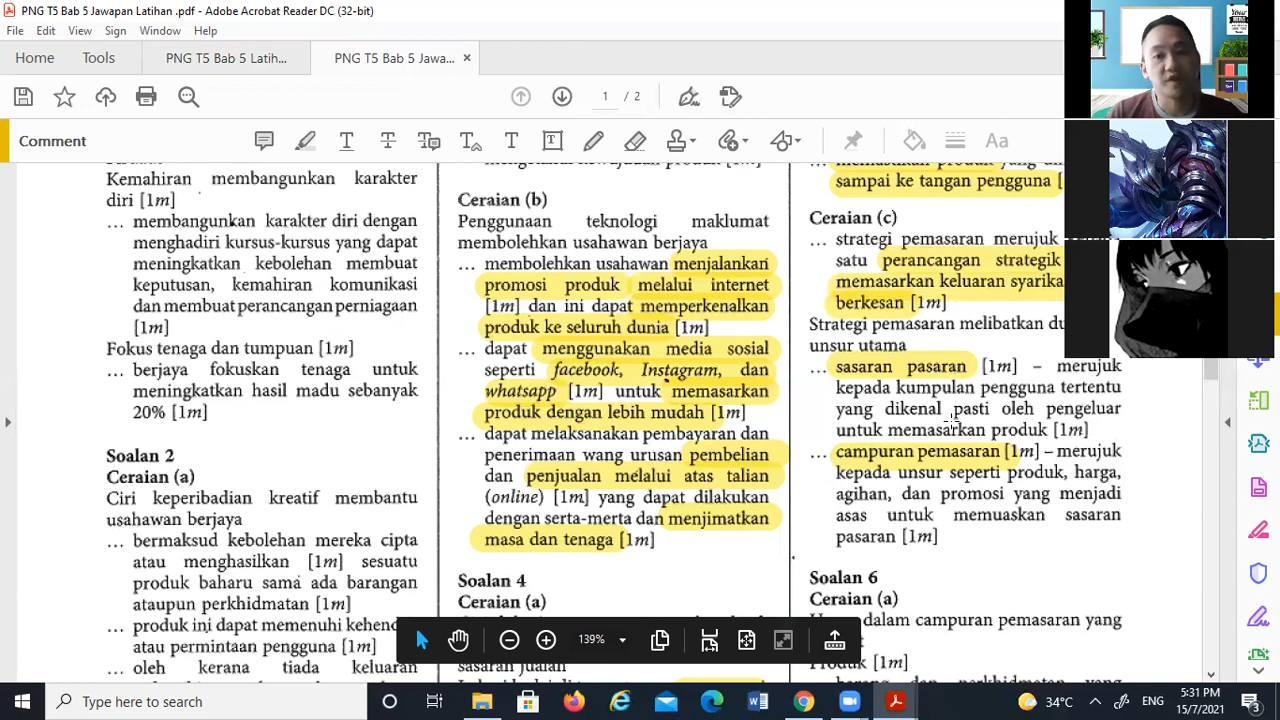 PNG T5 Bab 5 Jawapan Latihan .pdf - Adobe Acrobat Reader DC (32-bit)
File Edit View Sign Window Help
Home Tools PNG T5 Bab 5 Latih... PNG T5 Bab 5 Jawa... ×
1 / 2
Comment
Aa
Kemahiran membangunkan karakter
diri [1m]
... membangunkan karakter diri dengan
menghadiri kursus-kursus yang dapat
meningkatkan kebolehan membuat
keputusan, kemahiran komunikasi
dan membuat perancangan perniagaan
[1m]
Fokus tenaga dan tumpuan [1m]
... berjaya fokuskan tenaga untuk
meningkatkan hasil madu sebanyak
20% [1m]
Soalan 2
Ceraian (a)
Ciri keperibadian kreatif membantu
usahawan berjaya
... bermaksud kebolehan mereka cipta
atau menghasilkan [1m] sesuatu
produk baharu sama ada barangan
ataupun perkhidmatan [1m]
... produk ini dapat memenuhi kehend
atau permintaan pengguna [1m]
... oleh kerana tiada keluaran
Ceraian (b)
Penggunaan teknologi maklumat
membolehkan usahawan berjaya
... membolehkan usahawan menjalankan
promosi produk melalui internet
[1m] dan ini dapat memperkenalkan
produk ke seluruh dunia [1m]
... dapat menggunakan media sosial
seperti facebook, Instagram, dan
whatsapp [1m] untuk memasarkan
produk dengan lebih mudah [1m]
... dapat melaksanakan pembayaran dan
penerimaan wang urusan pembelian
dan penjualan melalui atas talian
(online) [1m] yang dapat dilakukan
dengan serta-merta dan menjimatkan
masa dan tenaga [1m]
Soalan 4
Ceraian (a)
sasaran jualan
... memastikan produk yang di
sampai ke tangan pengguna [
Ceraian (c)
... strategi pemasaran merujuk
satu perancangan strategik
memasarkan keluaran syarika
berkesan [1m]
Strategi pemasaran melibatkan du
unsur utama
... sasaran pasaran [1m] – merujuk
kepada kumpulan pengguna tertentu
yang dikenal pasti oleh pengeluar
untuk memasarkan produk [1m]
... campuran pemasaran [1m] – merujuk
kepada unsur seperti produk, harga,
agihan, dan promosi yang menjadi
asas untuk memuaskan sasaran
pasaran [1m]
Soalan 6
Ceraian (a)
dalam campuran pemasaran yang
[1m]
139%
Type here to search
34°C ENG 5:31 PM
15/7/2021
3